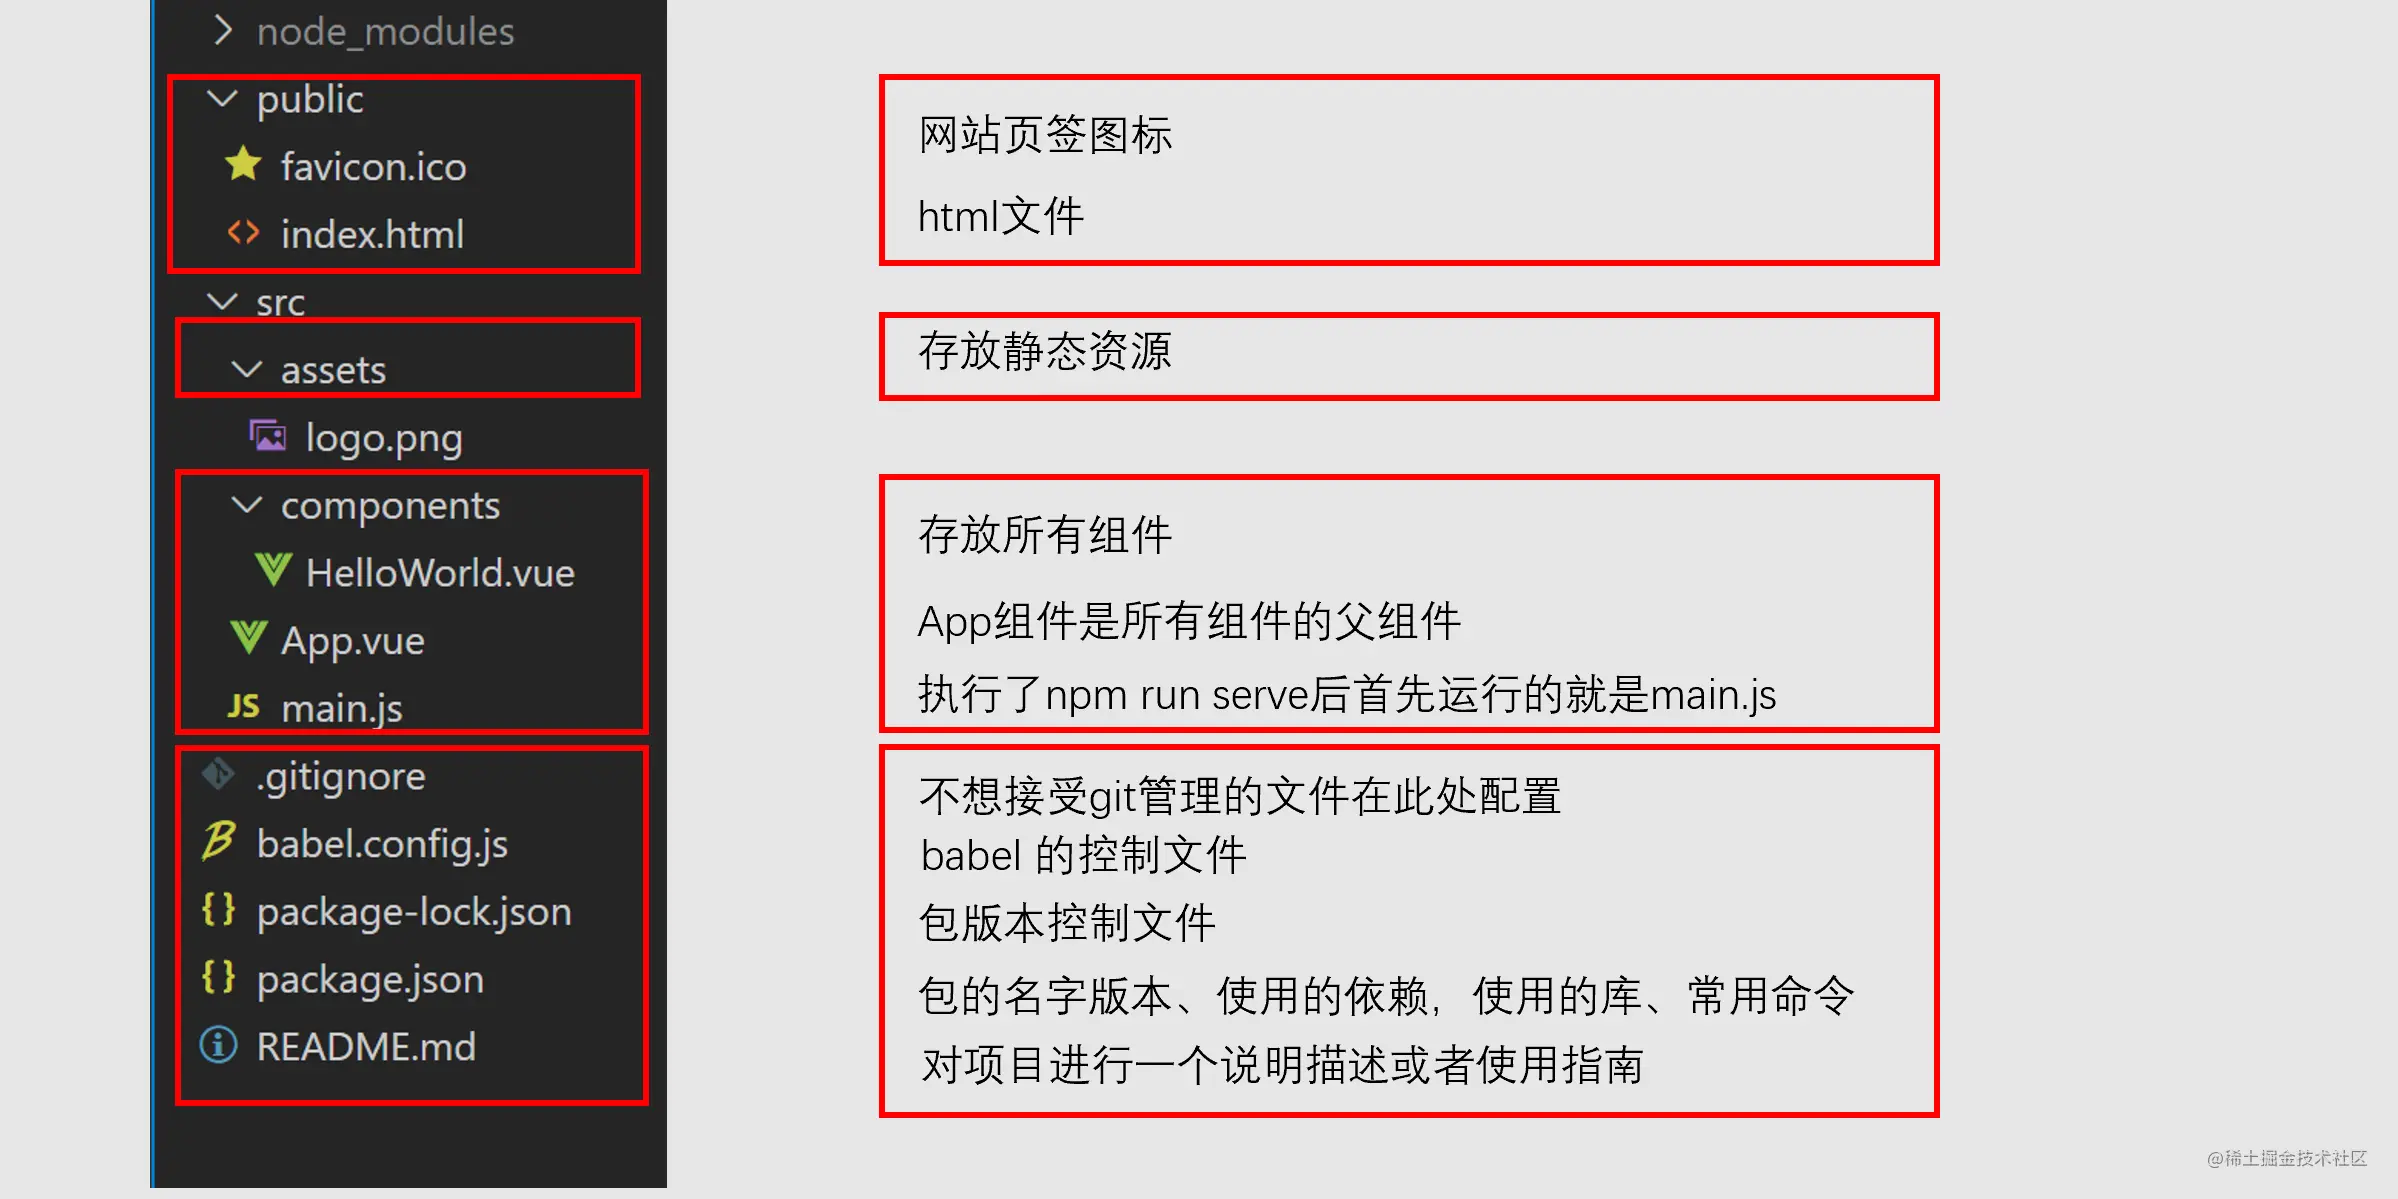 node_modules
public
favicon.ico
index.html
src
assets
logo.png
components
HelloWorld.vue
App.vue
JS main.js
.gitignore
babel.config.js
package-lock.json
package.json
README.md
网站页签图标
html文件
存放静态资源
存放所有组件
App组件是所有组件的父组件
执行了npm run serve后首先运行的就是main.js
不想接受git管理的文件在此处配置
babel 的控制文件
包版本控制文件
包的名字版本、使用的依赖，使用的库、常用命令
对项目进行一个说明描述或者使用指南
@稀土掘金技术社区